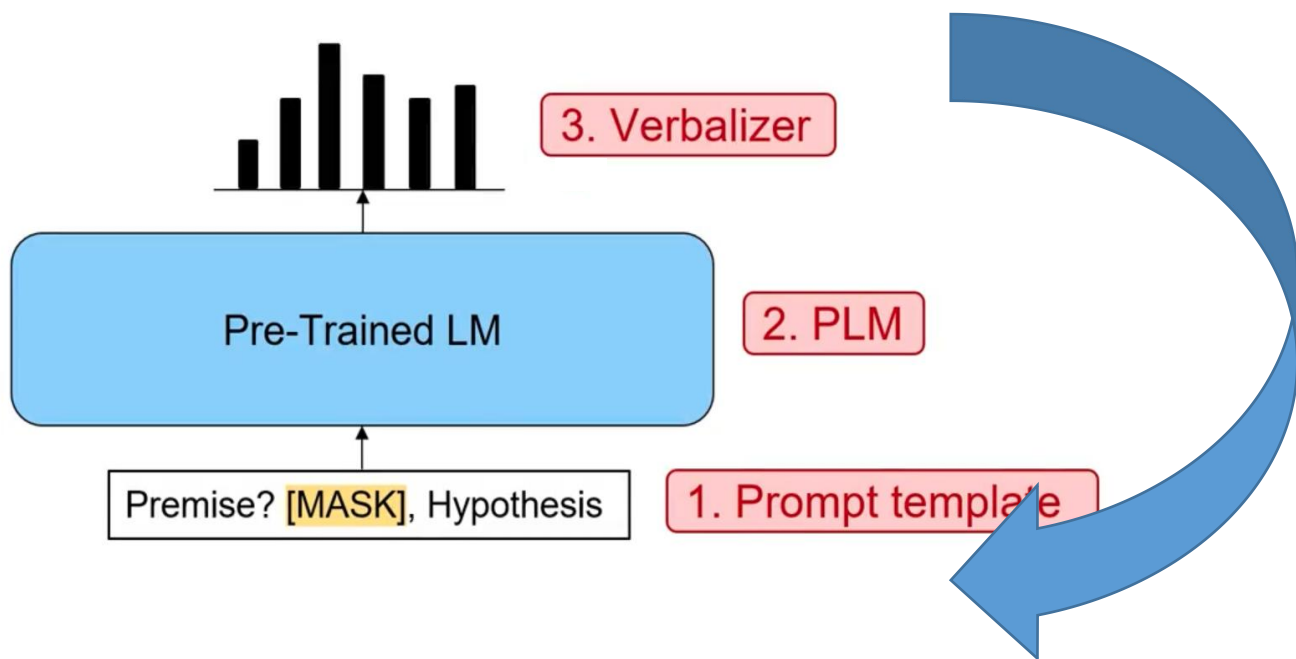 3. Verbalizer
Pre-Trained LM
2. PLM
Premise? [MASK], Hypothesis
1. Prompt template